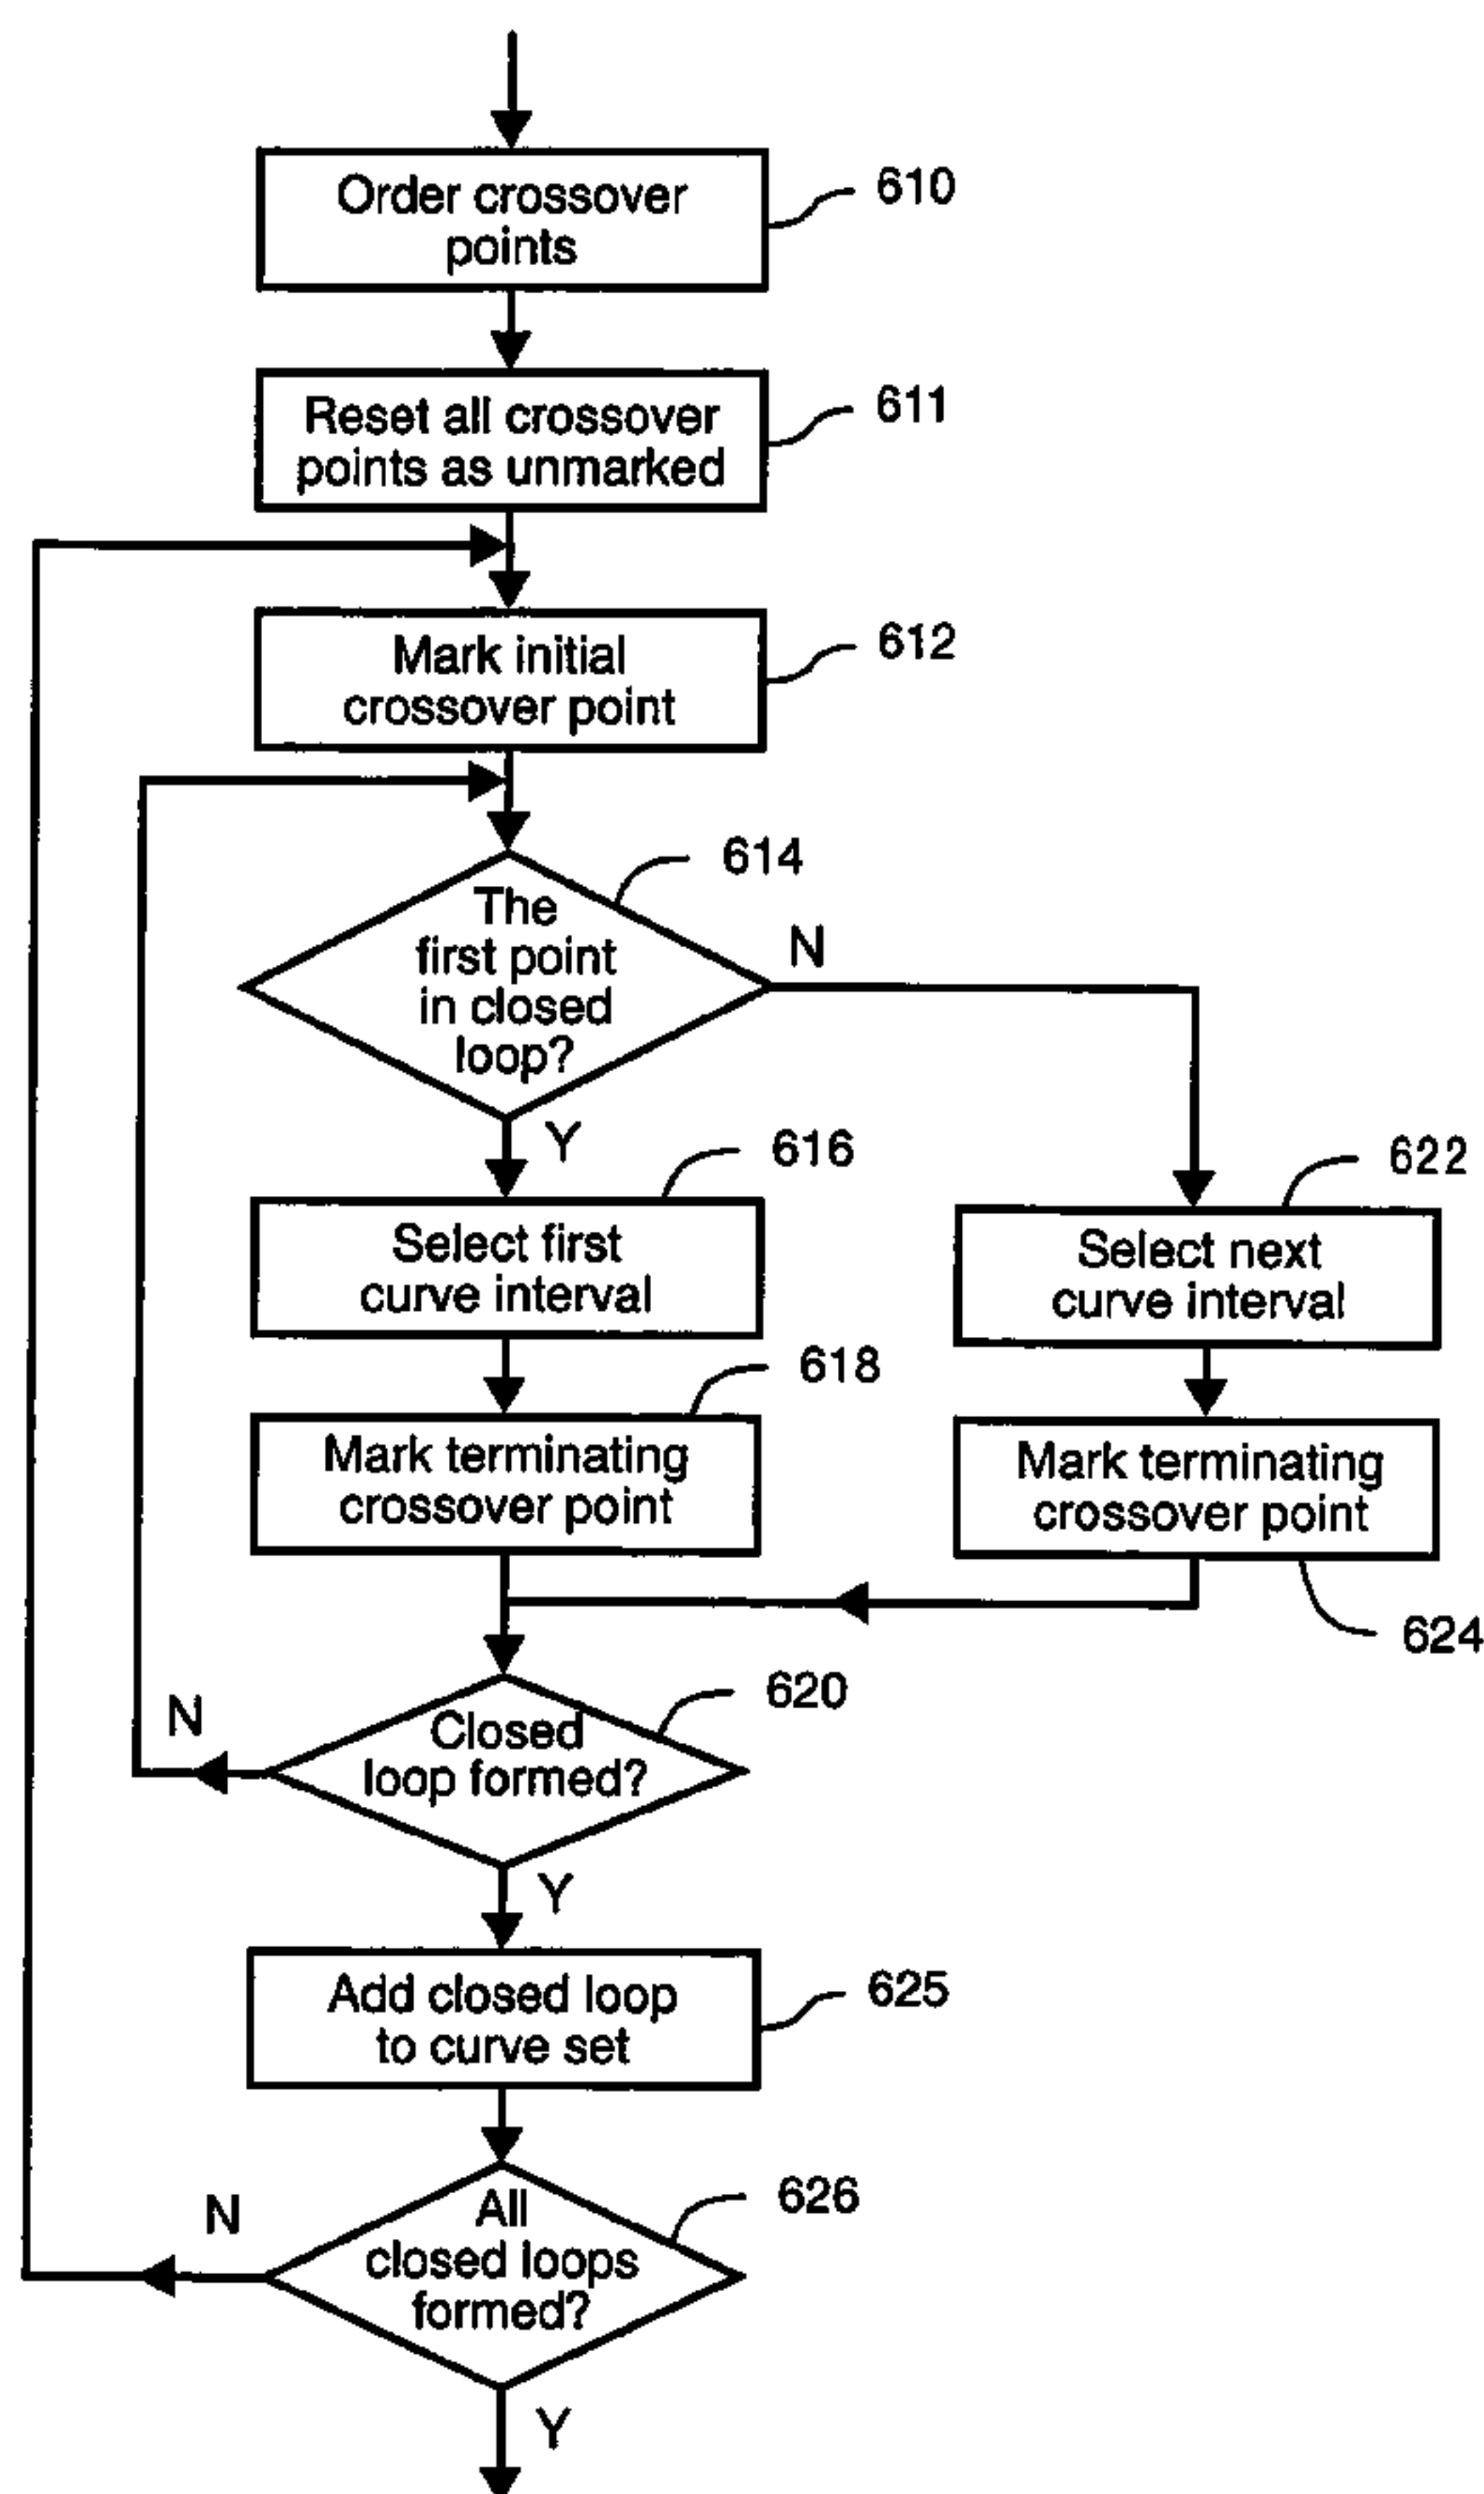 Order crossover
points
610
Reset all crossover
points as unmarked
611
Mark initial
crossover point
612
The
first point
in closed
loop?
614
N
Y
Select first
curve interval
616
Select next
curve interval
622
Mark terminating
crossover point
618
Mark terminating
crossover point
624
Closed
loop formed?
620
N
Y
Add closed loop
to curve set
625
All
closed loops
formed?
626
N
Y